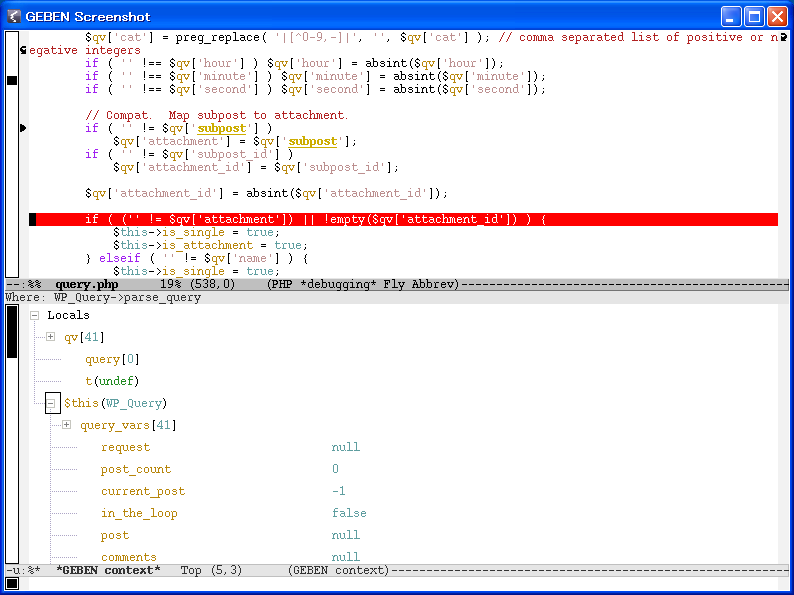 GEBEN Screenshot
$qv['cat'] = preg_replace( '|[^0-9,-]|', '', $qv['cat'] ); // comma separated list of positive or n
egative integers
if ( '' !== $qv['hour'] ) $qv['hour'] = absint($qv['hour']);
if ( '' !== $qv['minute'] ) $qv['minute'] = absint($qv['minute']);
if ( '' !== $qv['second'] ) $qv['second'] = absint($qv['second']);
// Compat.  Map subpost to attachment.
if ( '' != $qv['subpost'] )
$qv['attachment'] = $qv['subpost'];
if ( '' != $qv['subpost_id'] )
$qv['attachment_id'] = $qv['subpost_id'];
$qv['attachment_id'] = absint($qv['attachment_id']);
if ( ('' != $qv['attachment']) || !empty($qv['attachment_id']) ) {
$this->is_single = true;
$this->is_attachment = true;
} elseif ( '' != $qv['name'] ) {
$this->is_single = true;
--:%%  query.php      19% (538,0)    (PHP *debugging* Fly Abbrev)-----------------------------------------------
Where: WP_Query->parse_query
Locals
qv[41]
query[0]
t(undef)
$this(WP_Query)
query_vars[41]
request null
post_count 0
current_post -1
in_the_loop false
post null
comments null
-u:%*  *GEBEN context*   Top (5,3)      (GEBEN context)---------------------------------------------------------